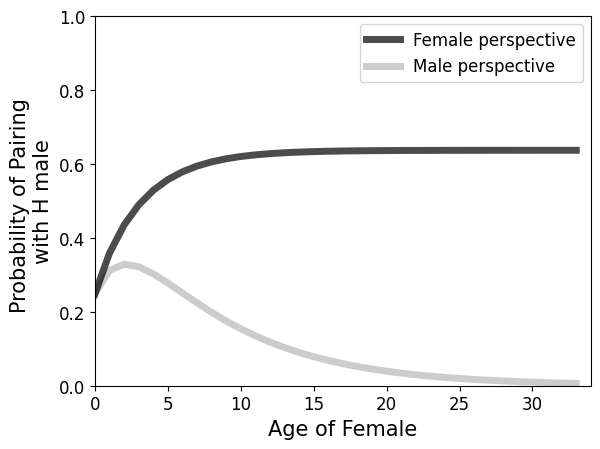 Female perspective
Male perspective
Probability of Pairing
with H male
1.0
0.8
0.6
0.4
0.2
0.0
0 5 10 15 20 25 30
Age of Female